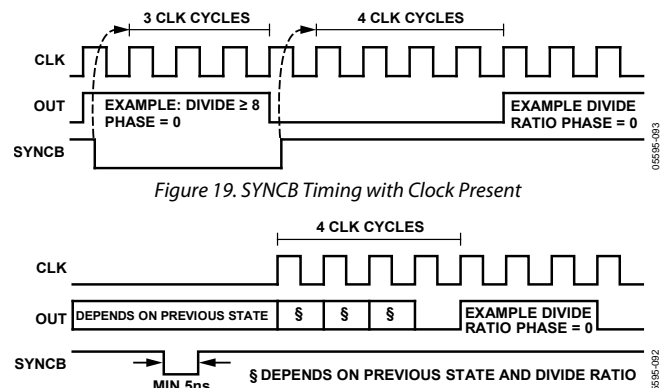 3 CLK CYCLES
4 CLK CYCLES
CLK
OUT
EXAMPLE: DIVIDE ≥ 8
PHASE = 0
EXAMPLE DIVIDE
RATIO PHASE = 0
SYNCB
05595-093
Figure 19. SYNCB Timing with Clock Present
4 CLK CYCLES
CLK
OUT
DEPENDS ON PREVIOUS STATE
§
§
§
EXAMPLE DIVIDE
RATIO PHASE = 0
SYNCB
MIN 5ns
§ DEPENDS ON PREVIOUS STATE AND DIVIDE RATIO